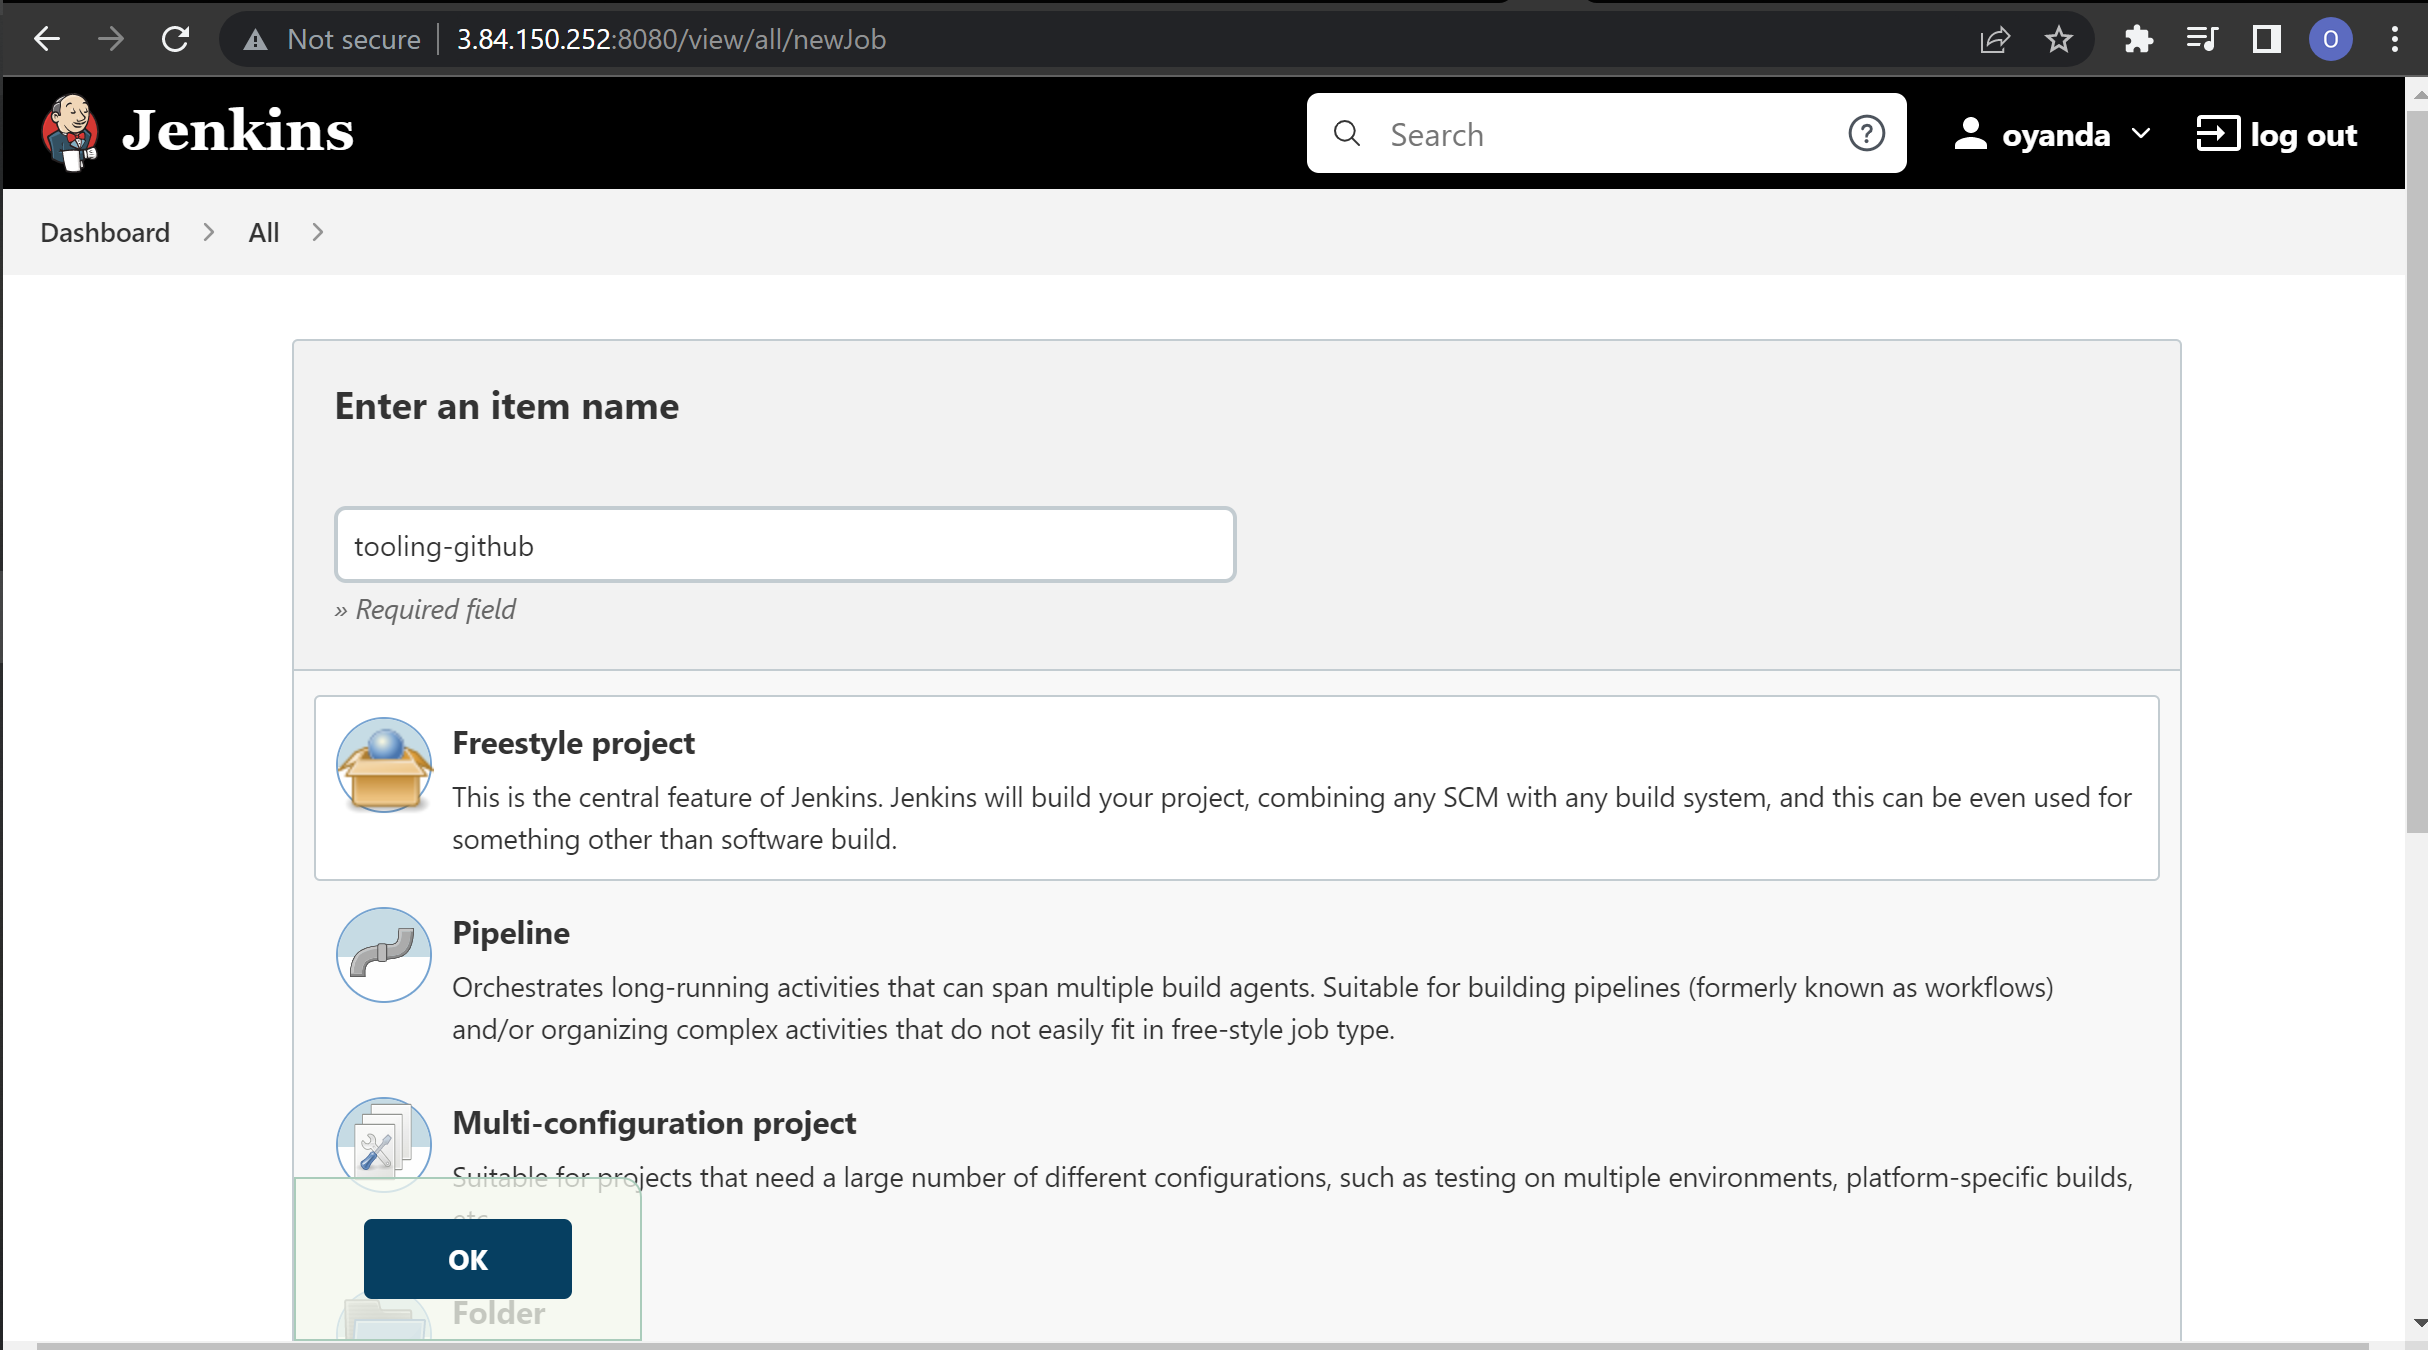 Not secure 3.84.150.252:8080/view/all/newJob O
Jenkins Search oyanda log out
Dashboard All
Enter an item name
tooling-github
» Required field
Freestyle project
This is the central feature of Jenkins. Jenkins will build your project, combining any SCM with any build system, and this can be even used for
something other than software build.
Pipeline
Orchestrates long-running activities that can span multiple build agents. Suitable for building pipelines (formerly known as workflows)
and/or organizing complex activities that do not easily fit in free-style job type.
Multi-configuration project
Suitable for projects that need a large number of different configurations, such as testing on multiple environments, platform-specific builds,
etc.
OK
Folder